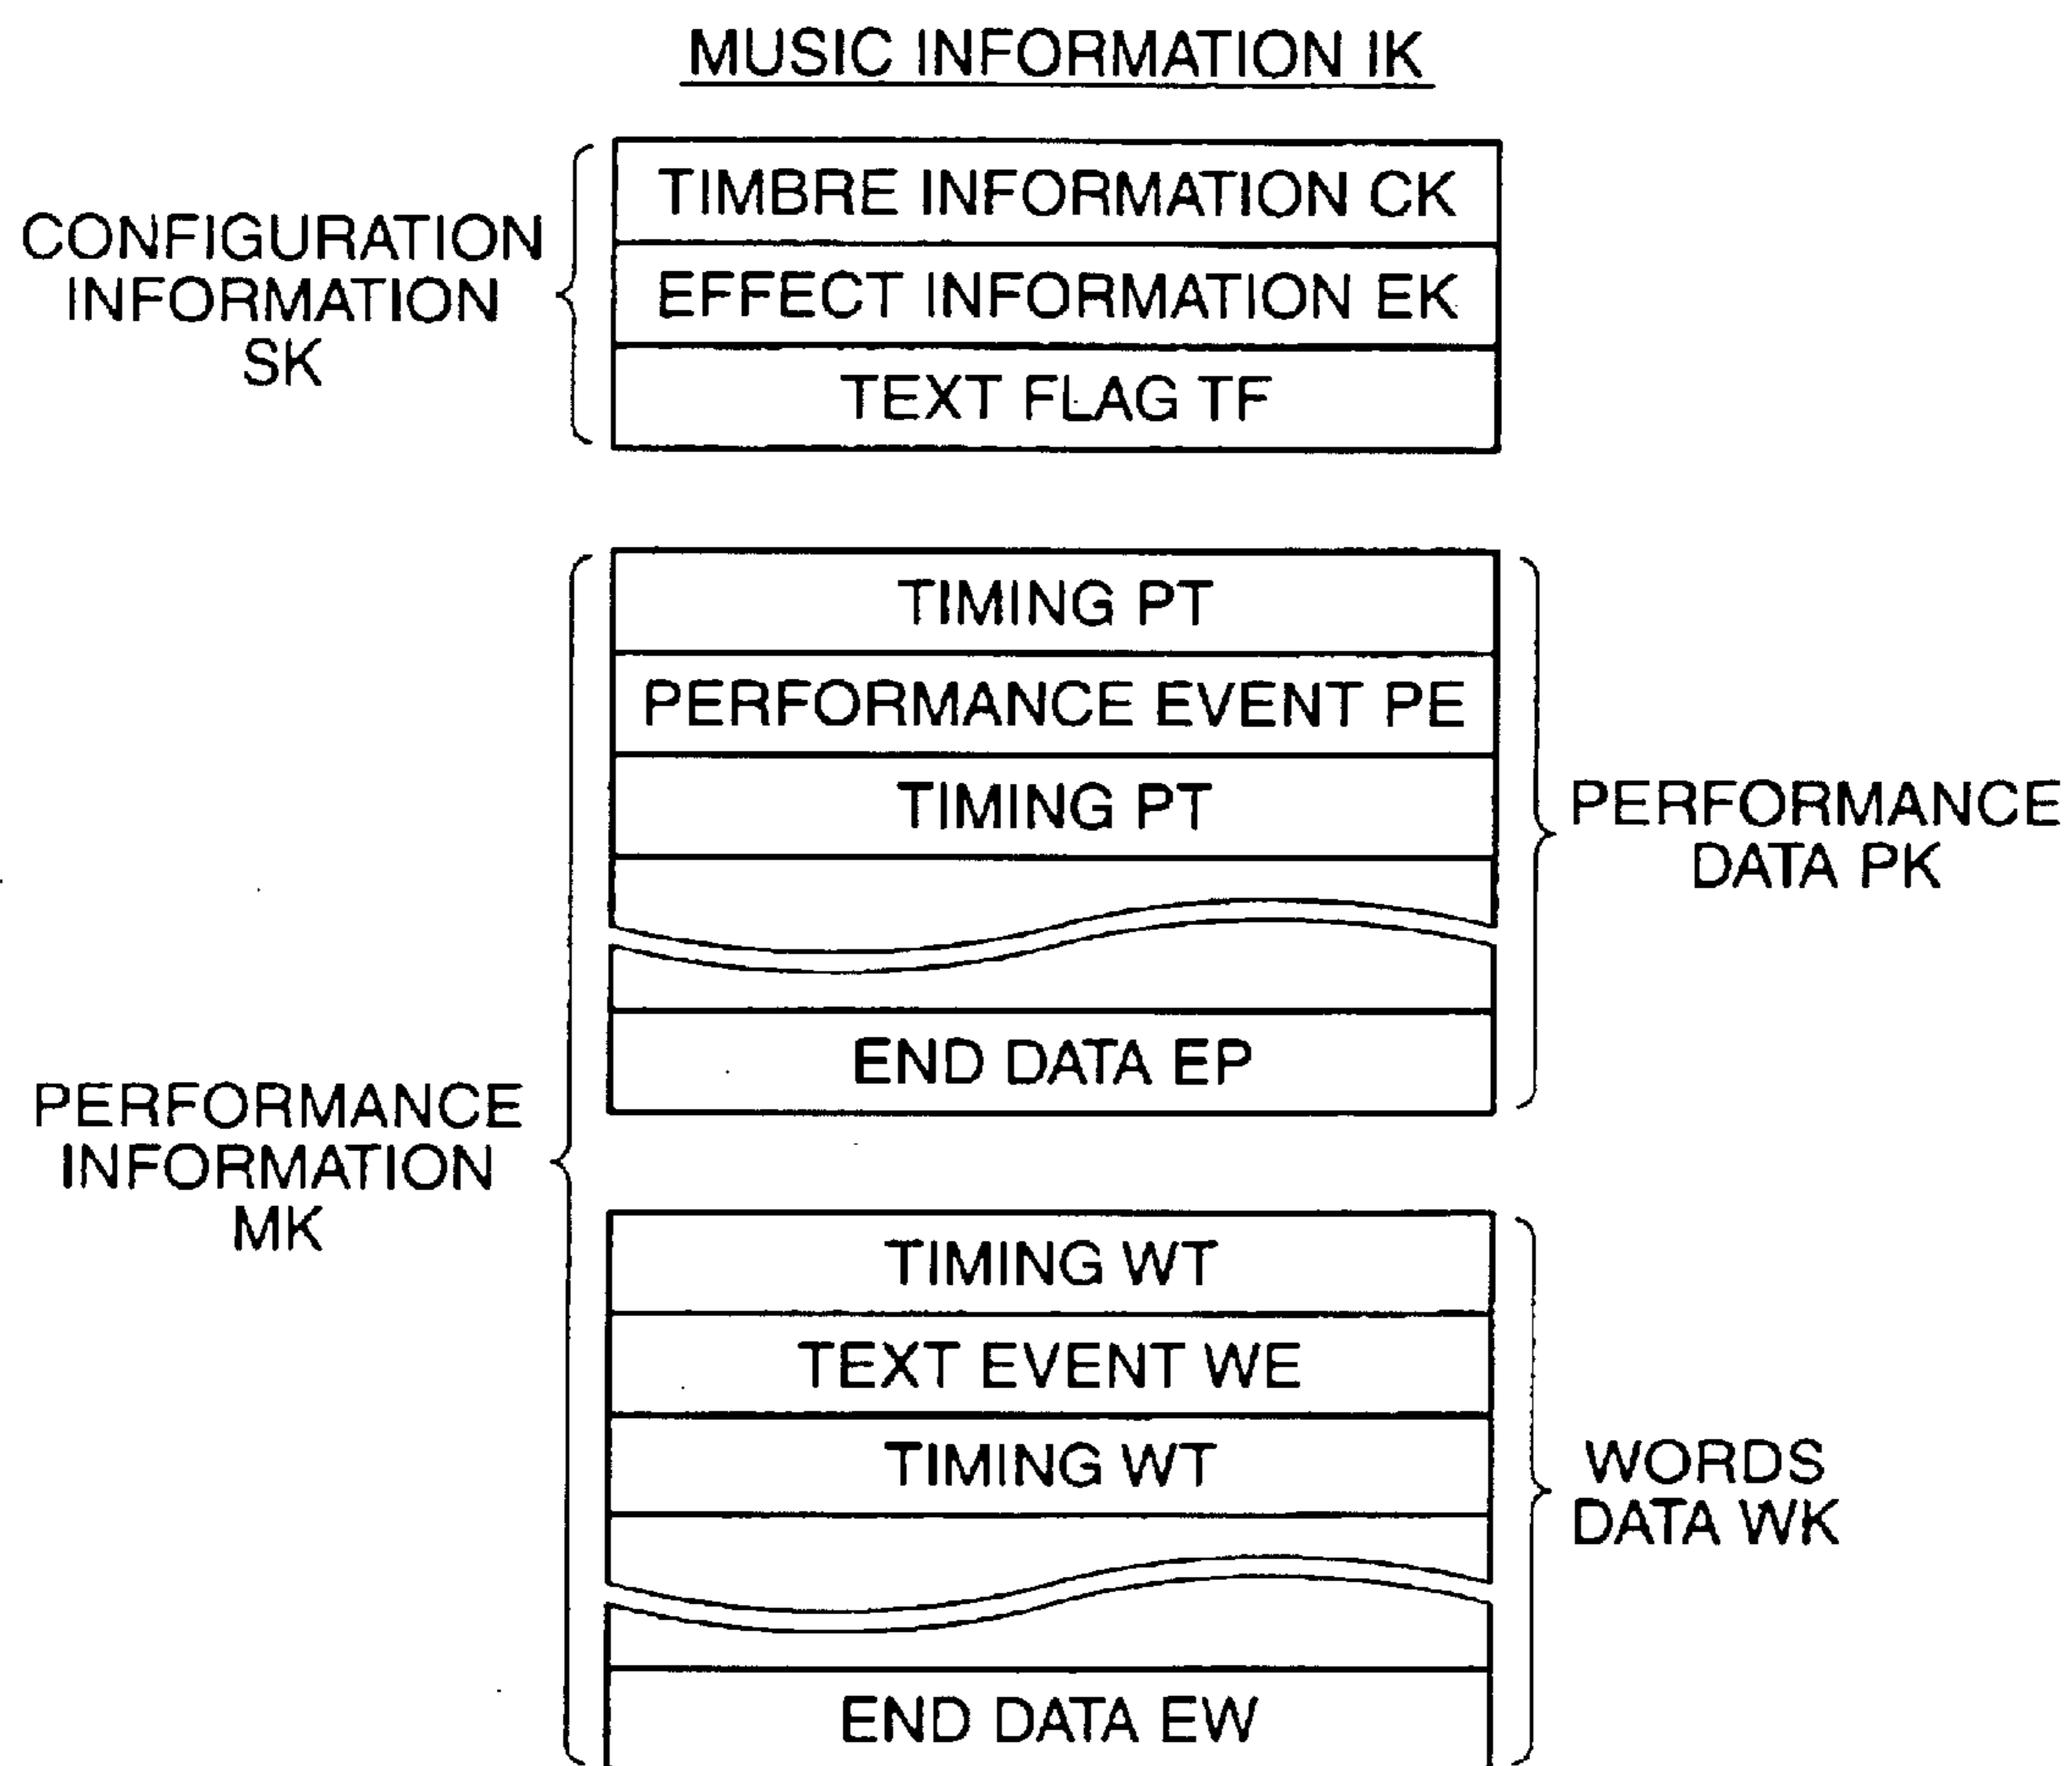 MUSIC INFORMATION IK
CONFIGURATION
INFORMATION
SK
TIMBRE INFORMATION CK
EFFECT INFORMATION EK
TEXT FLAG TF
PERFORMANCE
INFORMATION
MK
TIMING PT
PERFORMANCE EVENT PE
TIMING PT
END DATA EP
PERFORMANCE
DATA PK
TIMING WT
TEXT EVENT WE
TIMING WT
END DATA EW
WORDS
DATA WK